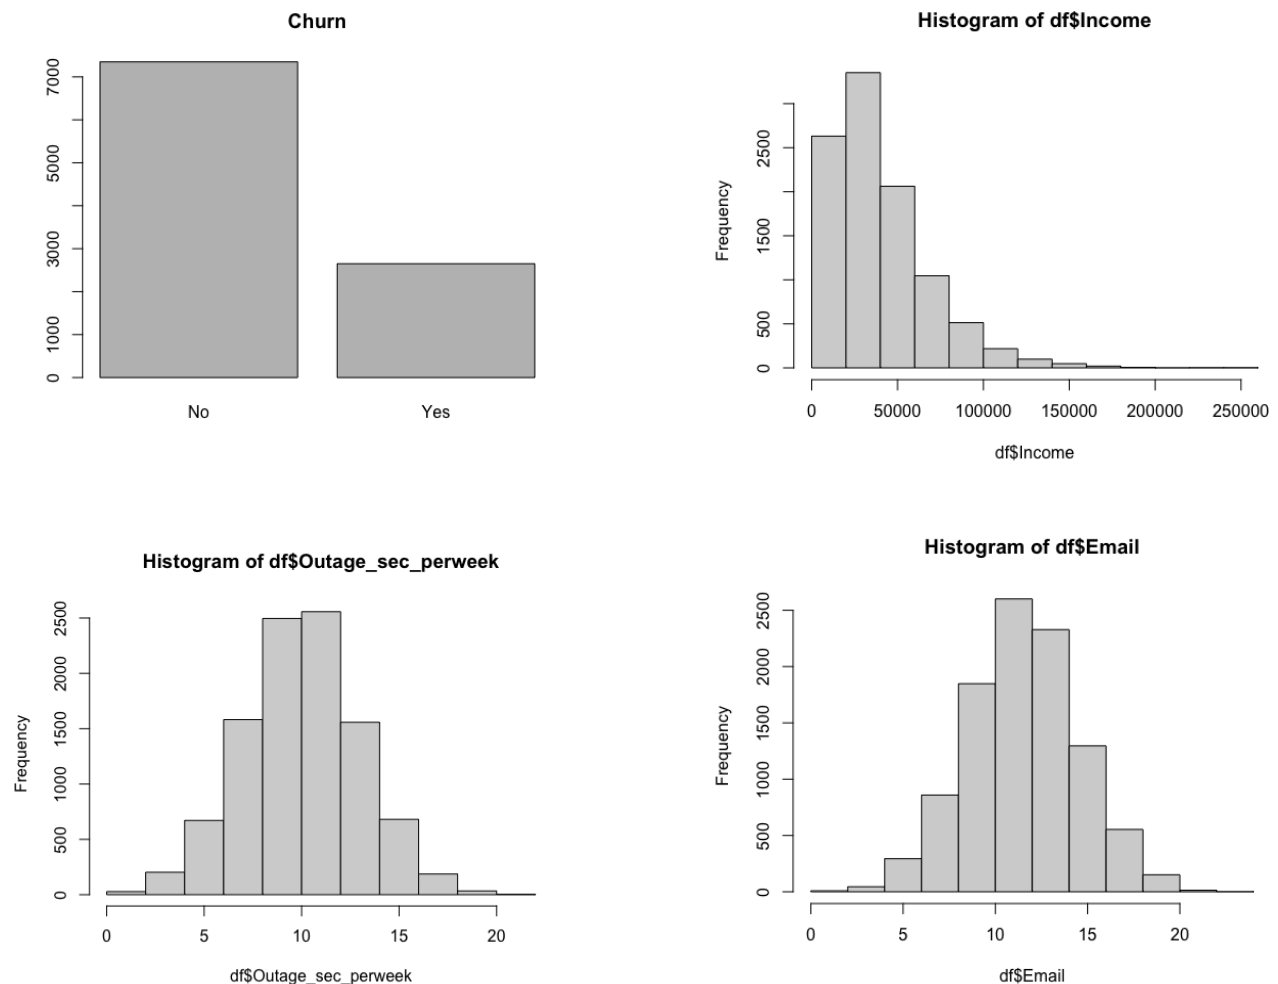 Churn
7000
5000
3000
1000
0
No Yes
Histogram of df$Income
Frequency
2500
1500
500
0
0 50000 100000 150000 200000 250000
df$Income
Histogram of df$Outage_sec_perweek
Frequency
2500
2000
1500
1000
500
0
0 5 10 15 20
df$Outage_sec_perweek
Histogram of df$Email
Frequency
2500
2000
1500
1000
500
0
0 5 10 15 20
df$Email